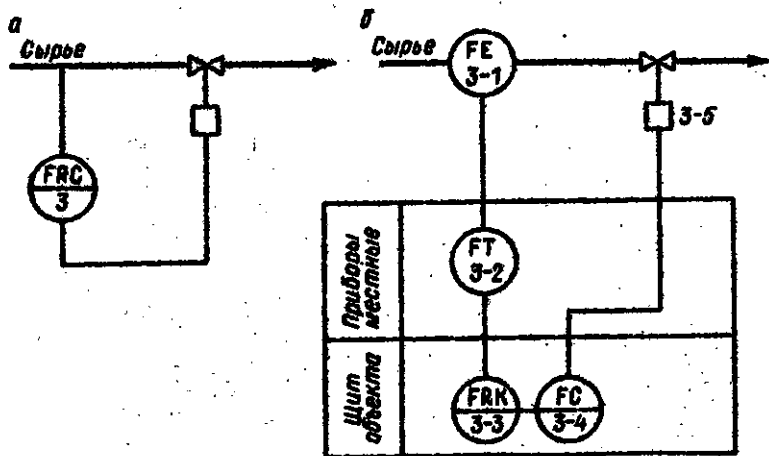 а
Сырье
FRC
3
б
Сырье
FE
3-1
3-5
Приборы
местные
FT
3-2
Щит
объекта
FRK
3-3
FC
3-4